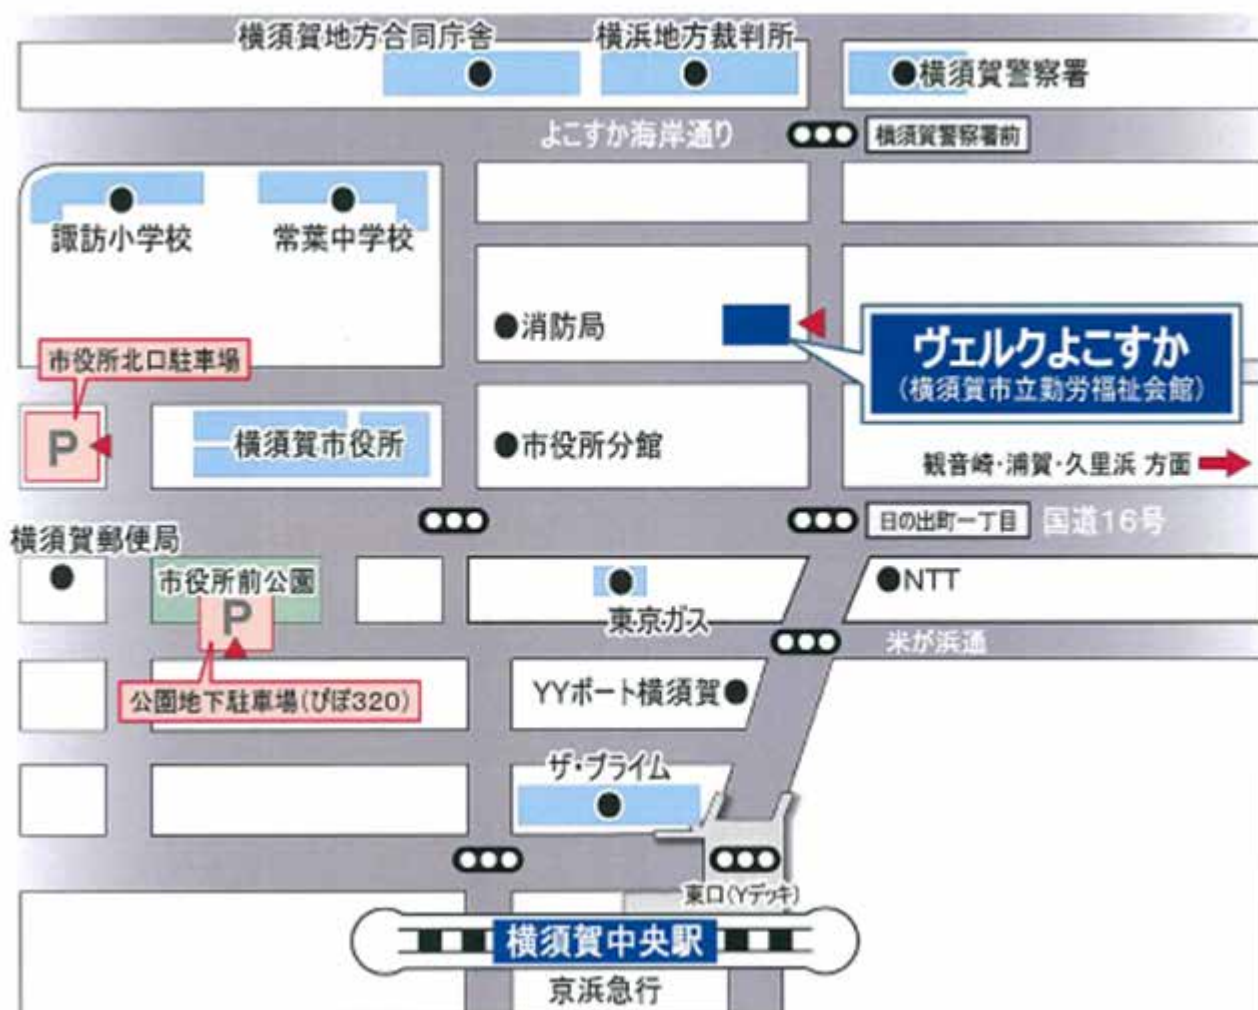 横須賀地方合同庁舎
横浜地方裁判所
横須賀警察署
よこすか海岸通り
横須賀警察署前
諏訪小学校
常葉中学校
消防局
ヴェルクよこすか
(横須賀市立勤労福祉会館)
市役所北口駐車場
P
横須賀市役所
市役所分館
観音崎・浦賀・久里浜 方面
日の出町一丁目
国道16号
横須賀郵便局
市役所前公園
P
東京ガス
NTT
米が浜通
公園地下駐車場(ぴぽ320)
YYポート横須賀
ザ・プライム
東口(Yデッキ)
横須賀中央駅
京浜急行